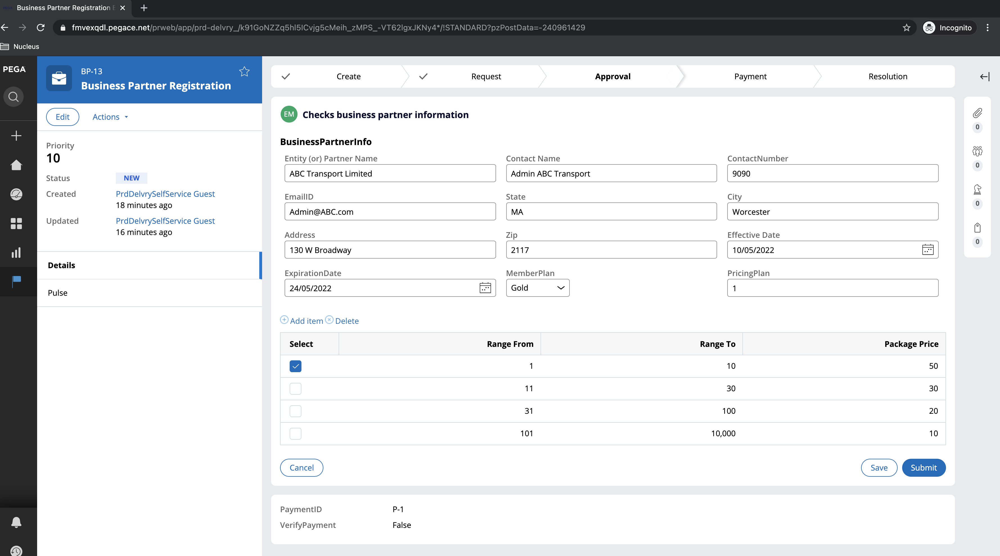 Business Partner Registration
fmvexqdl.pegace.net/prweb/app/prd-delvry_/k91GoNZZq5hl5ICvjg5cMeih_zMPS_-VT62lgxJKNy4*/!STANDARD?pzPostData=-240961429
Incognito
Nucleus
PEGA
BP-13
Business Partner Registration
Edit Actions
Priority
10
Status NEW
Created PrdDelvrySelfService Guest
18 minutes ago
Updated PrdDelvrySelfService Guest
16 minutes ago
Details
Pulse
Create Request Approval Payment Resolution
EM Checks business partner information
BusinessPartnerInfo
Entity (or) Partner Name Contact Name ContactNumber
ABC Transport Limited Admin ABC Transport 9090
EmailID State City
Admin@ABC.com MA Worcester
Address Zip Effective Date
130 W Broadway 2117 10/05/2022
ExpirationDate MemberPlan PricingPlan
24/05/2022 Gold 1
Add item Delete
Select Range From Range To Package Price
1 10 50
11 30 30
31 100 20
101 10,000 10
Cancel Save Submit
PaymentID P-1
VerifyPayment False
0
0
0
0